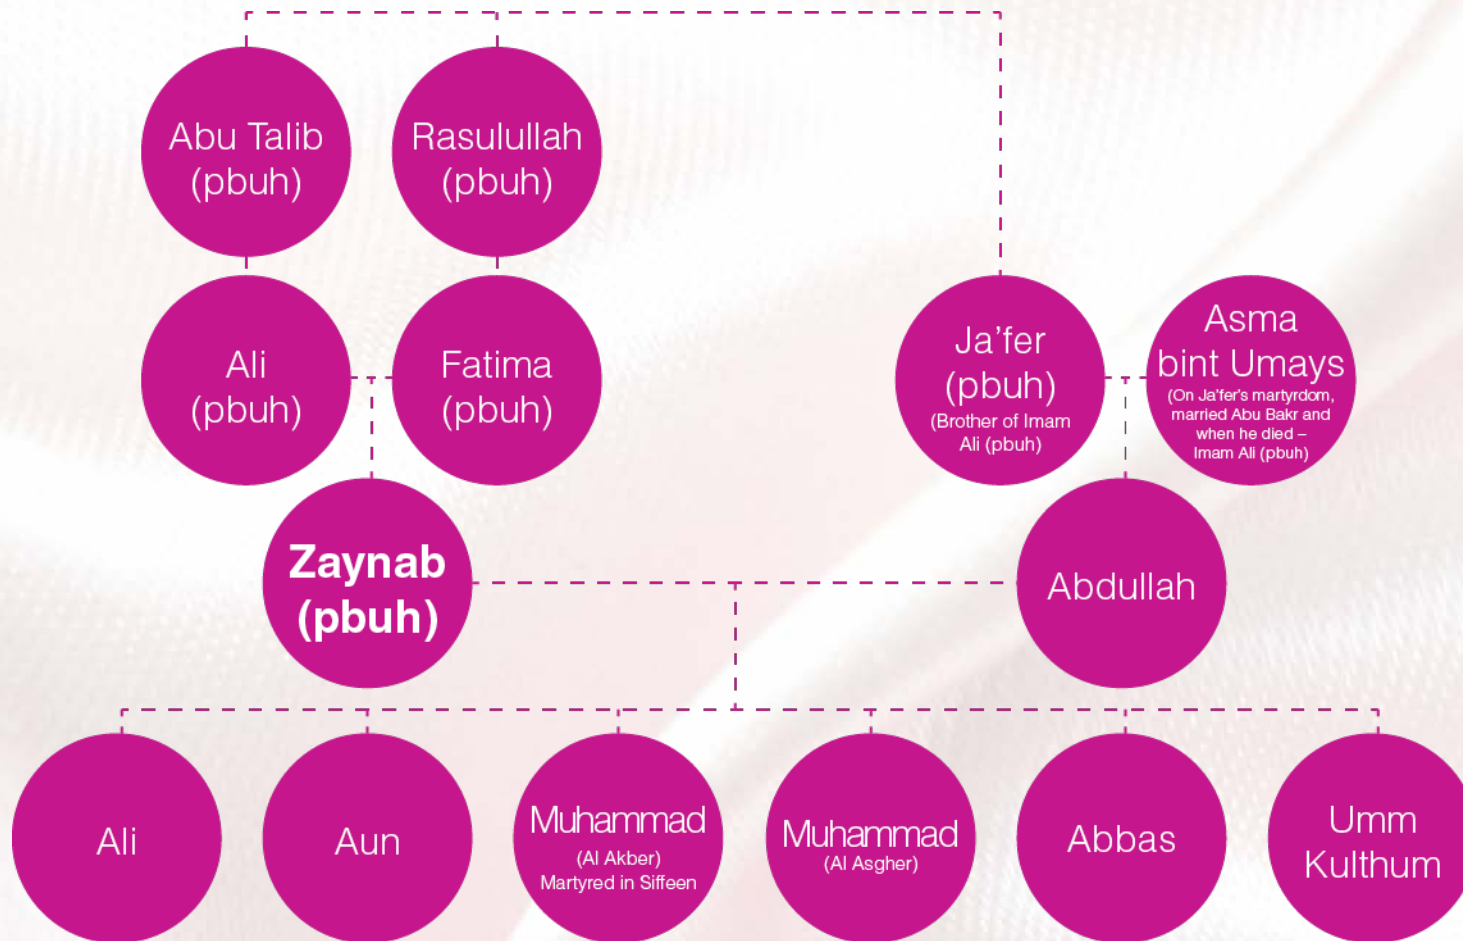 Abu Talib
(pbuh)
Rasulullah
(pbuh)
Ali
(pbuh)
Fatima
(pbuh)
Ja’fer
(pbuh)
(Brother of Imam
Ali (pbuh)
Asma
bint Umays
(On Ja’fer’s martyrdom,
married Abu Bakr and
when he died –
Imam Ali (pbuh)
Zaynab
(pbuh)
Abdullah
Ali
Aun
Muhammad
(Al Akber)
Martyred in Siffeen
Muhammad
(Al Asgher)
Abbas
Umm
Kulthum